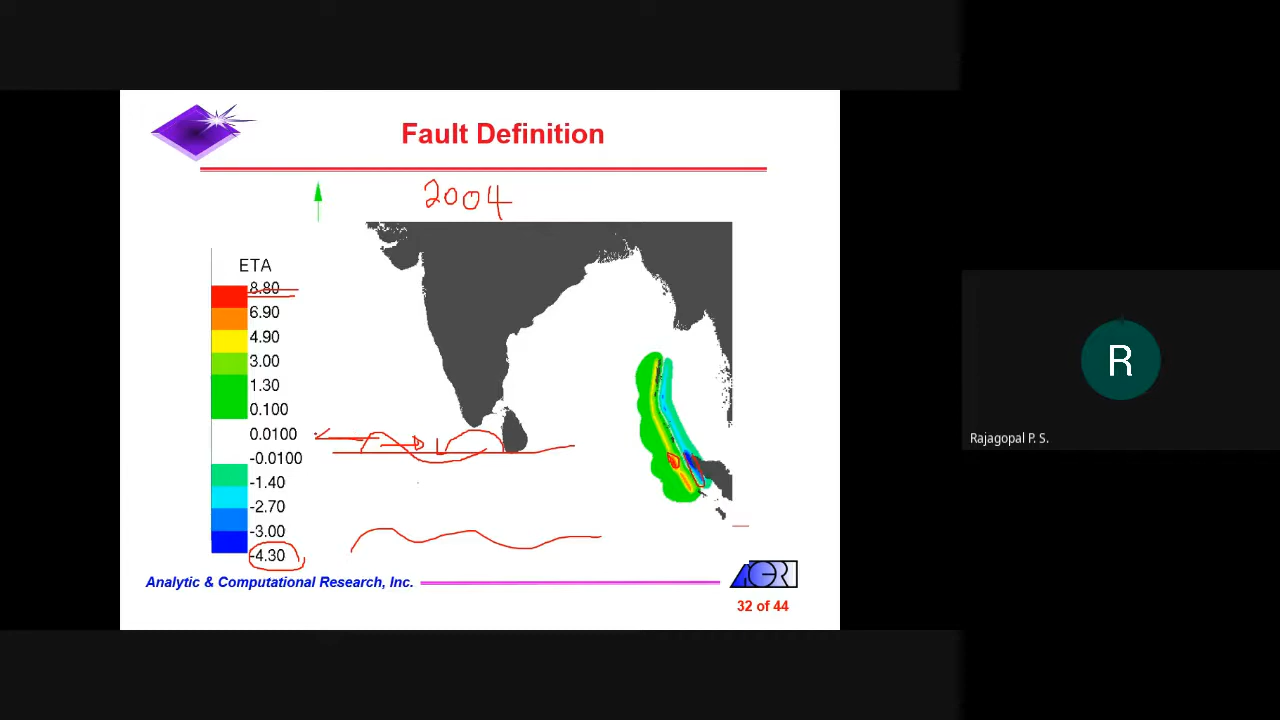 Fault Definition
2004
ETA
8.80
6.90
4.90
3.00
1.30
0.100
0.0100
-0.0100
-1.40
-2.70
-3.00
-4.30
Analytic & Computational Research, Inc.
ACRI
32 of 44
R
Rajagopal P. S.